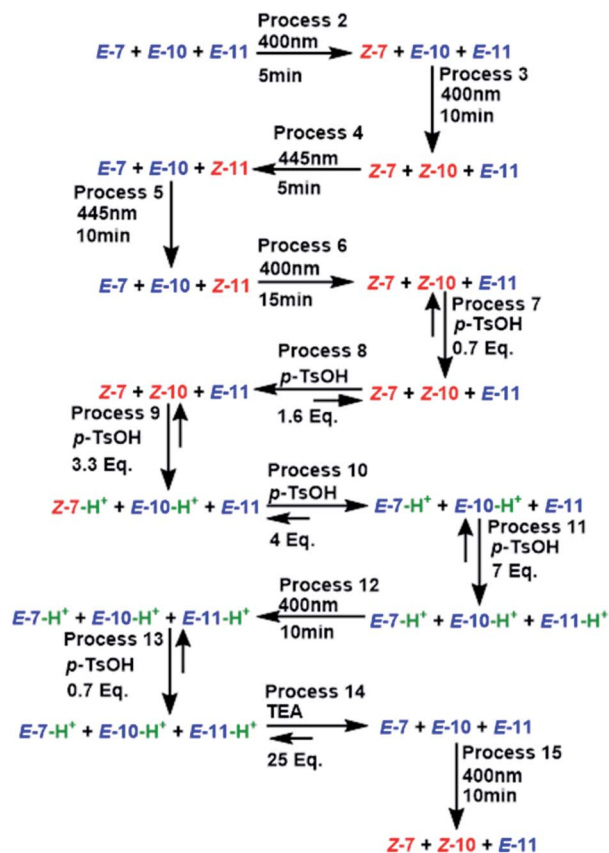 Process 2
E-7 + E-10 + E-11 400nm Z-7 + E-10 + E-11
5min
Process 3
400nm
10min
Process 4
E-7 + E-10 + Z-11 445nm Z-7 + Z-10 + E-11
5min
Process 5
445nm
10min
Process 6
E-7 + E-10 + Z-11 400nm Z-7 + Z-10 + E-11
15min
Process 7
p-TsOH
0.7 Eq.
Process 8
Z-7 + Z-10 + E-11 p-TsOH Z-7 + Z-10 + E-11
1.6 Eq.
Process 9
p-TsOH
3.3 Eq.
Process 10
Z-7-H⁺ + E-10-H⁺ + E-11 p-TsOH E-7-H⁺ + E-10-H⁺ + E-11
4 Eq.
Process 11
p-TsOH
7 Eq.
Process 12
E-7-H⁺ + E-10-H⁺ + E-11-H⁺ 400nm E-7-H⁺ + E-10-H⁺ + E-11-H⁺
10min
Process 13
p-TsOH
0.7 Eq.
Process 14
E-7-H⁺ + E-10-H⁺ + E-11-H⁺ TEA E-7 + E-10 + E-11
25 Eq.
Process 15
400nm
10min
Z-7 + Z-10 + E-11